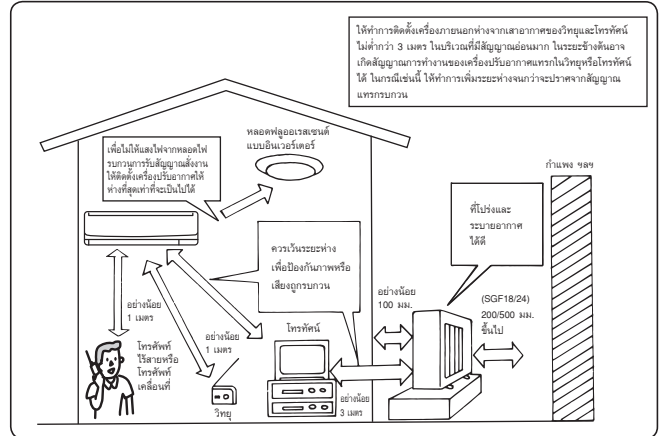 ให้ทำการติดตั้งเครื่องภายนอกห่างจากเสาอากาศของวิทยุและโทรทัศน์
ไม่ต่ำกว่า 3 เมตร ในบริเวณที่มีสัญญาณอ่อนมาก ในระยะข้างต้นอาจ
เกิดสัญญาณการทำงานของเครื่องปรับอากาศแทรกในวิทยุหรือโทรทัศน์
ได้ ในกรณีเช่นนี้ ให้ทำการเพิ่มระยะห่างจนกว่าจะปราศจากสัญญาณ
แทรกรบกวน
หลอดฟลูออเรสเซนต์
แบบอินเวอร์เตอร์
เพื่อไม่ให้แสงไฟจากหลอดไฟ
รบกวนการรับสัญญาณสั่งงาน
ให้ติดตั้งเครื่องปรับอากาศให้
ห่างที่สุดเท่าที่จะเป็นไปได้
กำแพง ฯลฯ
ที่โปร่งและ
ระบายอากาศ
ได้ดี
ควรเว้นระยะห่าง
เพื่อป้องกันภาพหรือ
เสียงถูกรบกวน
อย่างน้อย
1 เมตร
อย่างน้อย
1 เมตร
อย่างน้อย
100 มม.
(SGF18/24)
200/500 มม.
ขึ้นไป
โทรทัศน์
โทรศัพท์
ไร้สายหรือ
โทรศัพท์
เคลื่อนที่
วิทยุ
อย่างน้อย
3 เมตร